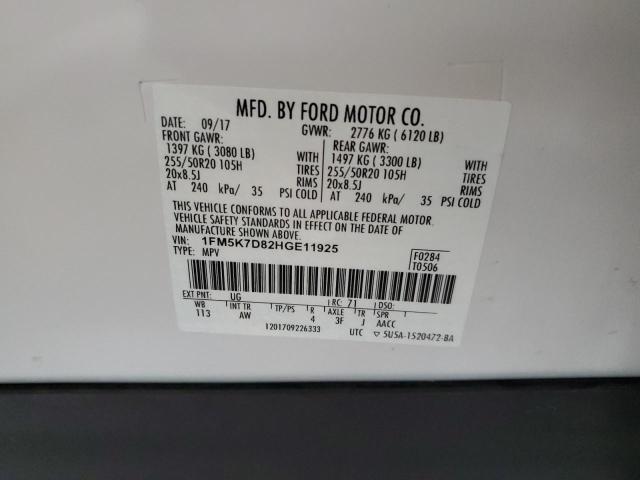 MFD. BY FORD MOTOR CO.
DATE: 09/17 GVWR: 2776 KG ( 6120 LB)
FRONT GAWR: REAR GAWR:
1397 KG ( 3080 LB) WITH 1497 KG ( 3300 LB) WITH
255/50R20 105H TIRES 255/50R20 105H TIRES
20x8.5J RIMS 20x8.5J RIMS
AT 240 kPa/ 35 PSI COLD AT 240 kPa/ 35 PSI COLD
THIS VEHICLE CONFORMS TO ALL APPLICABLE FEDERAL MOTOR
VEHICLE SAFETY STANDARDS IN EFFECT ON THE DATE OF
MANUFACTURE SHOWN ABOVE.
VIN: 1FM5K7D82HGE11925 F0284
TYPE: MPV T0506
EXT PNT: UG RC: 71 DSO:
WB INT TR TP/PS R AXLE TR SPR
113 AW 4 3F J AACC
1201709226333 UTC ▽ 5U5A-1520472-BA